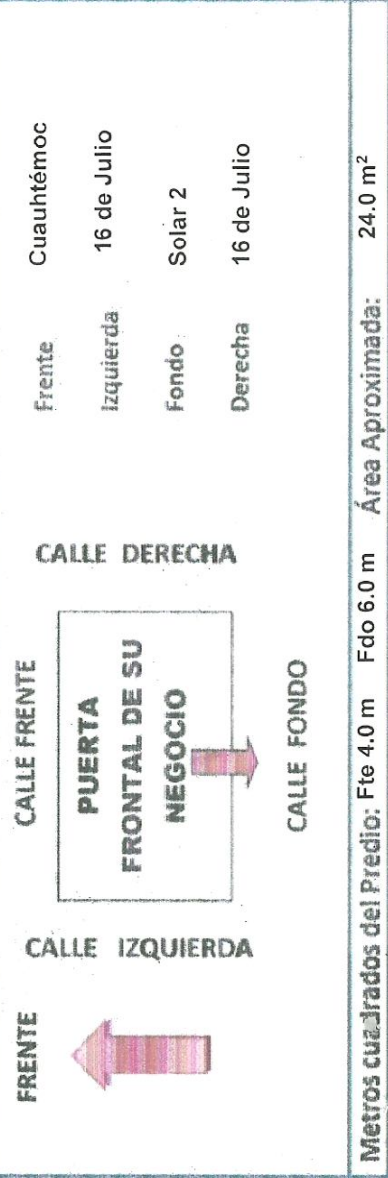 FRENTE
CALLE FRENTE
CALLE IZQUIERDA
PUERTA
FRONTAL DE SU
NEGOCIO
CALLE DERECHA
CALLE FONDO
Frente Cuauhtémoc
Izquierda 16 de Julio
Fondo Solar 2
Derecha 16 de Julio
Metros cuadrados del Predio: Fte 4.0 m Fdo 6.0 m Área Aproximada: 24.0 m²